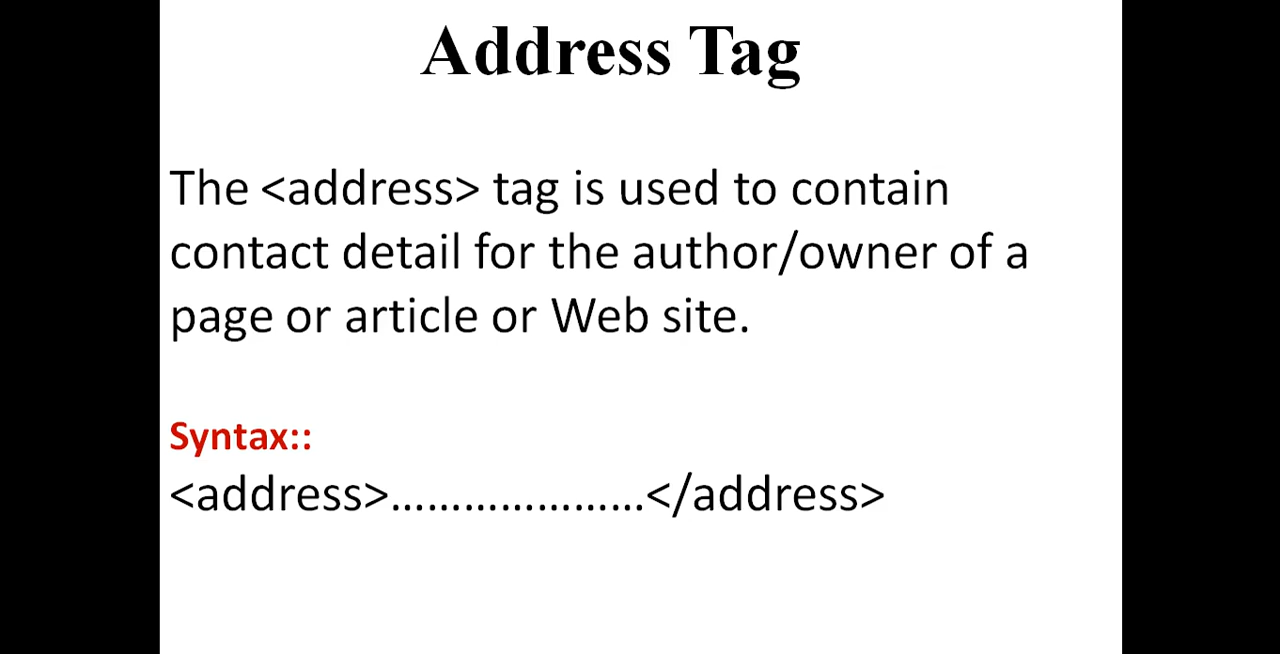 Address Tag
The <address> tag is used to contain
contact detail for the author/owner of a
page or article or Web site.
Syntax::
<address>.....................</address>